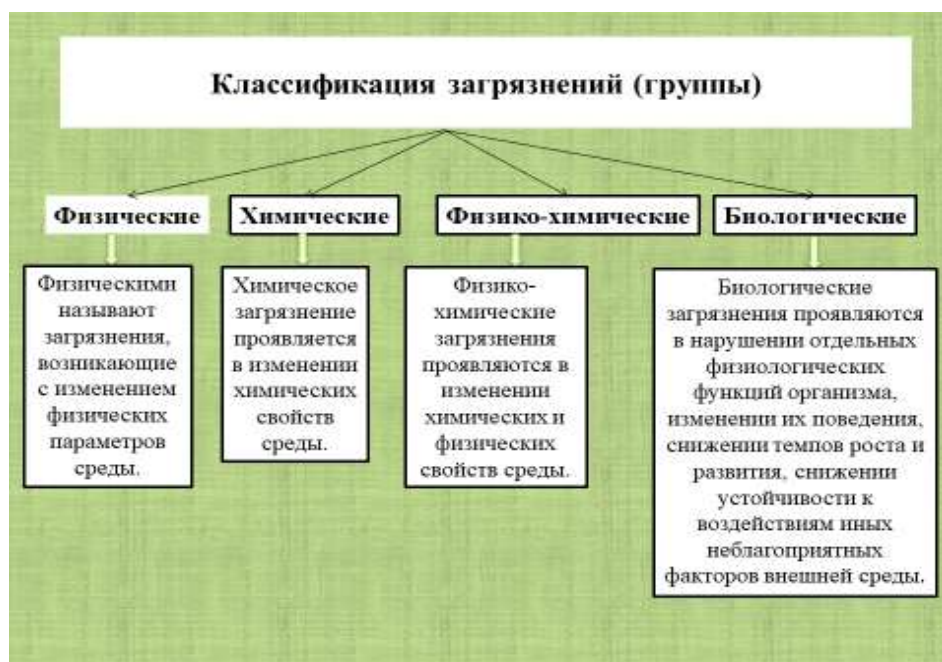 Классификация загрязнений (группы)
Физические
Химические
Физико-химические
Биологические
Физическими
называют
загрязнения,
возникающие
с изменением
физических
параметров
среды.
Химическое
загрязнение
проявляется
в изменении
химических
свойств
среды.
Физико-
химические
загрязнения
проявляются в
изменении
химических и
физических
свойств среды.
Биологические
загрязнения проявляются
в нарушении отдельных
физиологических
функций организма,
изменении их поведения,
снижении темпов роста и
развития, снижении
устойчивости к
воздействиям иных
неблагоприятных
факторов внешней среды.